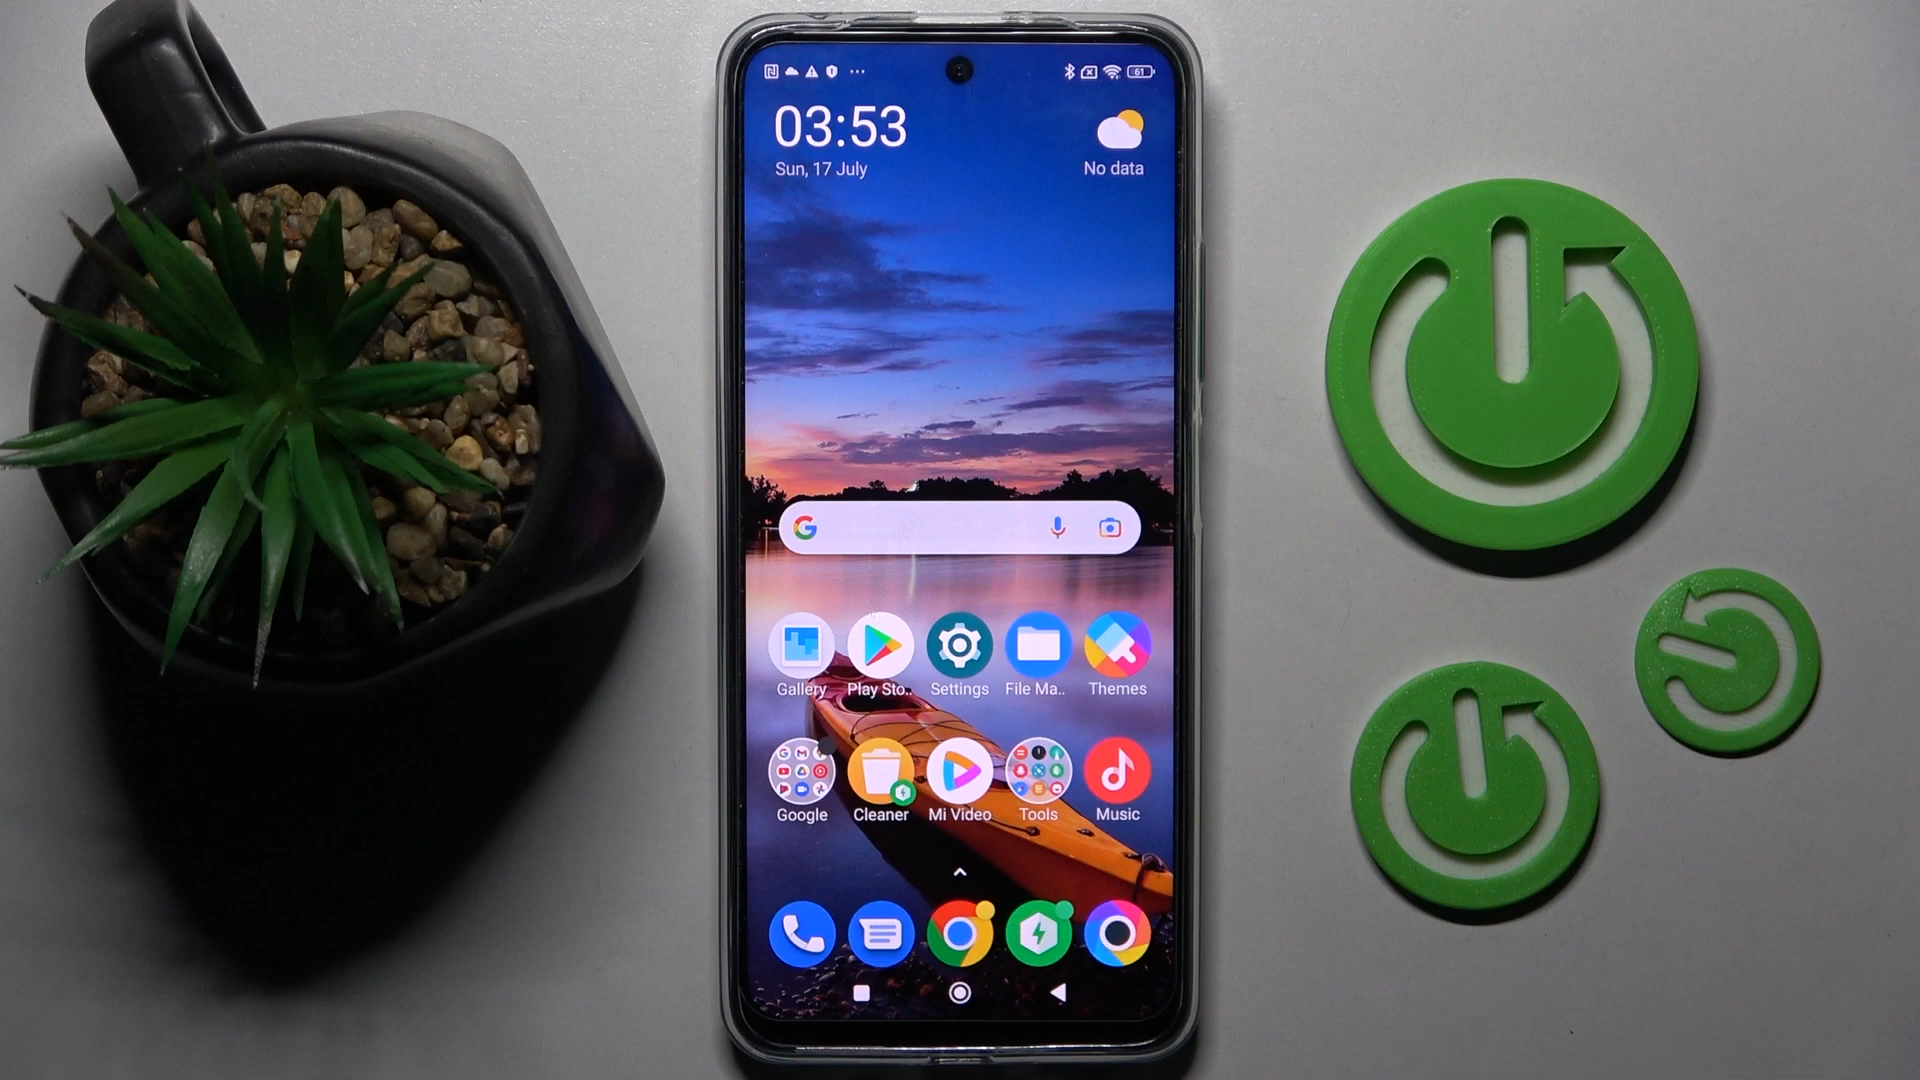 61
03:53
Sun, 17 July
No data
Gallery
Play Sto..
Settings
File Ma..
Themes
Google
Cleaner
Mi Video
Tools
Music